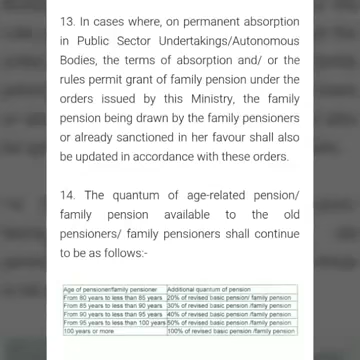 13. In cases where, on permanent absorption
in Public Sector Undertakings/Autonomous
Bodies, the terms of absorption and/ or the
rules permit grant of family pension under the
orders issued by this Ministry, the family
pension being drawn by the family pensioners
or already sanctioned in her favour shall also
be updated in accordance with these orders.
14. The quantum of age-related pension/
family pension available to the old
pensioners/ family pensioners shall continue
to be as follows:-
Age of pensioner/family pensioner Additional quantum of pension
From 80 years to less than 85 years 20% of revised basic pension/ family pension
From 85 years to less than 90 years 30% of revised basic pension /family pension
From 90 years to less than 95 years 40% of revised basic pension /family pension
From 95 years to less than 100 years 50% of revised basic pension /family pension
100 years or more 100% of revised basic pension /family pension